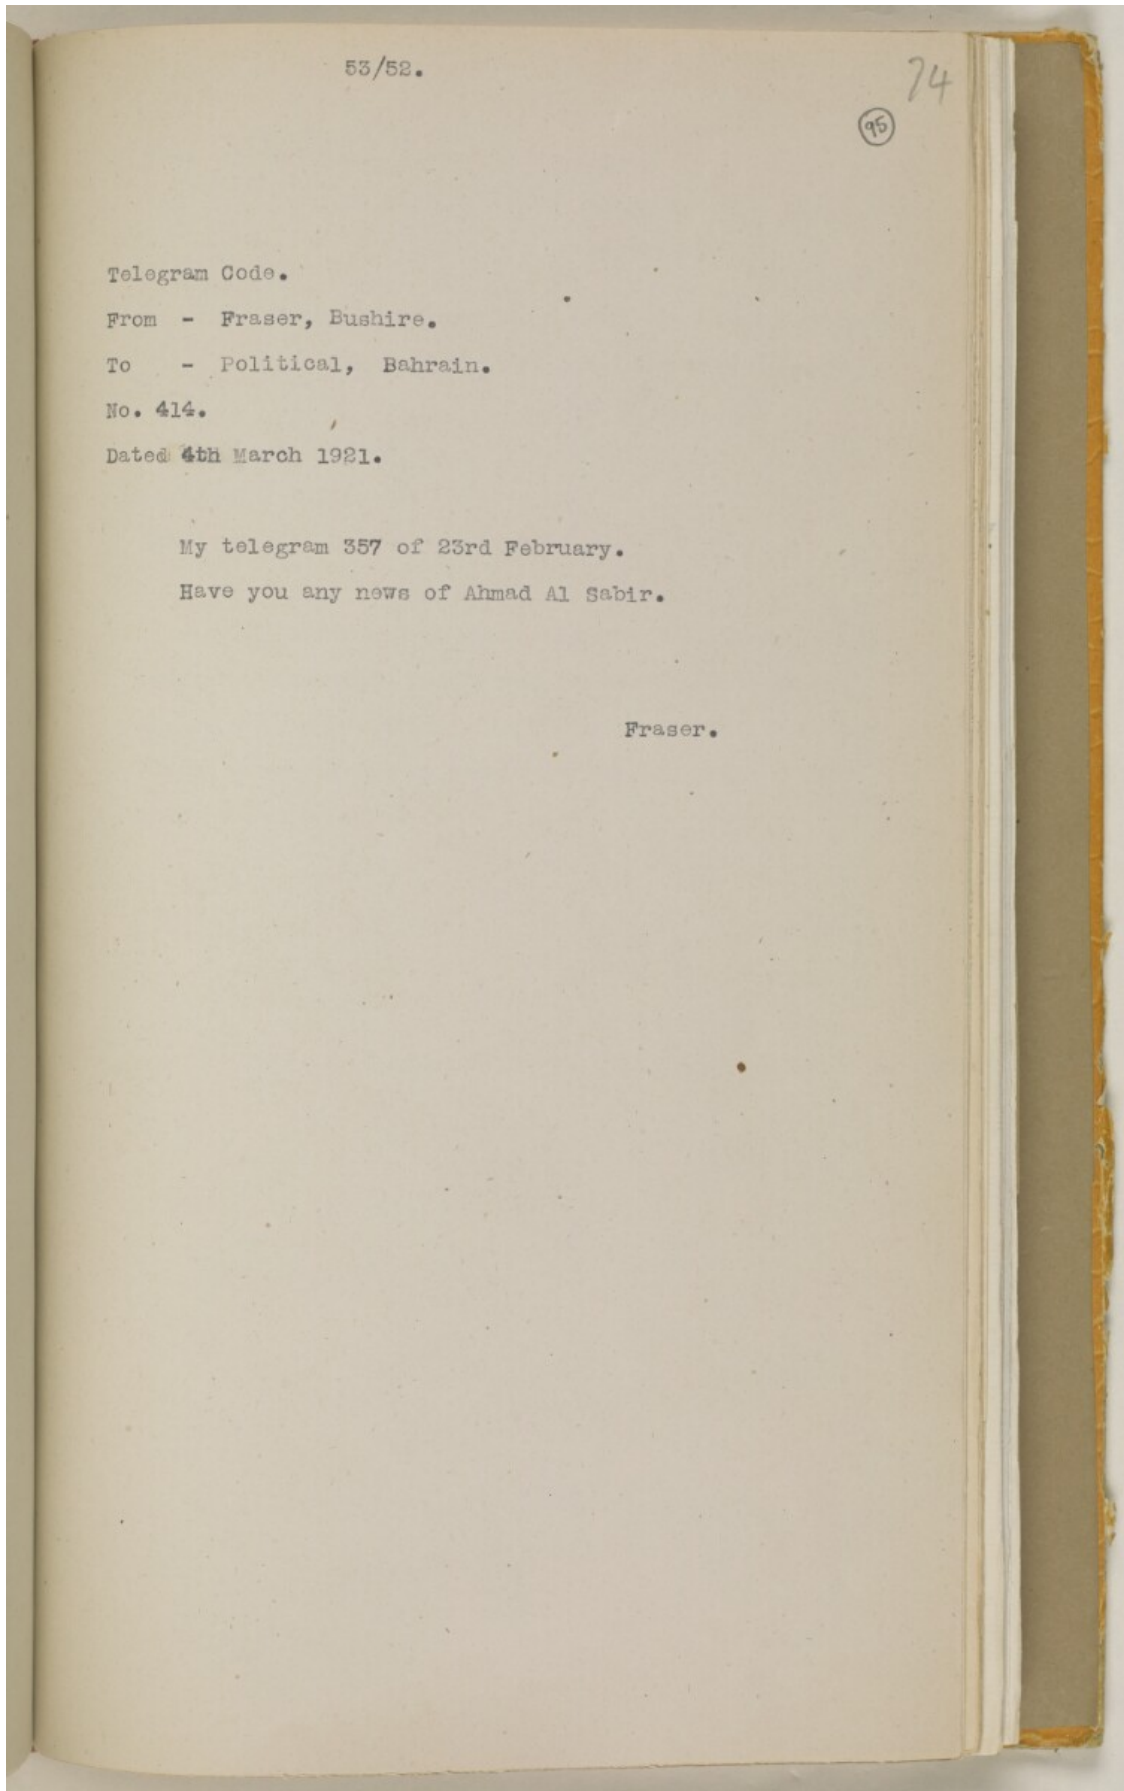 53/52.
74
95
Telegram Code.
From - Fraser, Bushire.
To - Political, Bahrain.
No. 414.
Dated 4th March 1921.
My telegram 357 of 23rd February.
Have you any news of Ahmad Al Sabir.
Fraser.